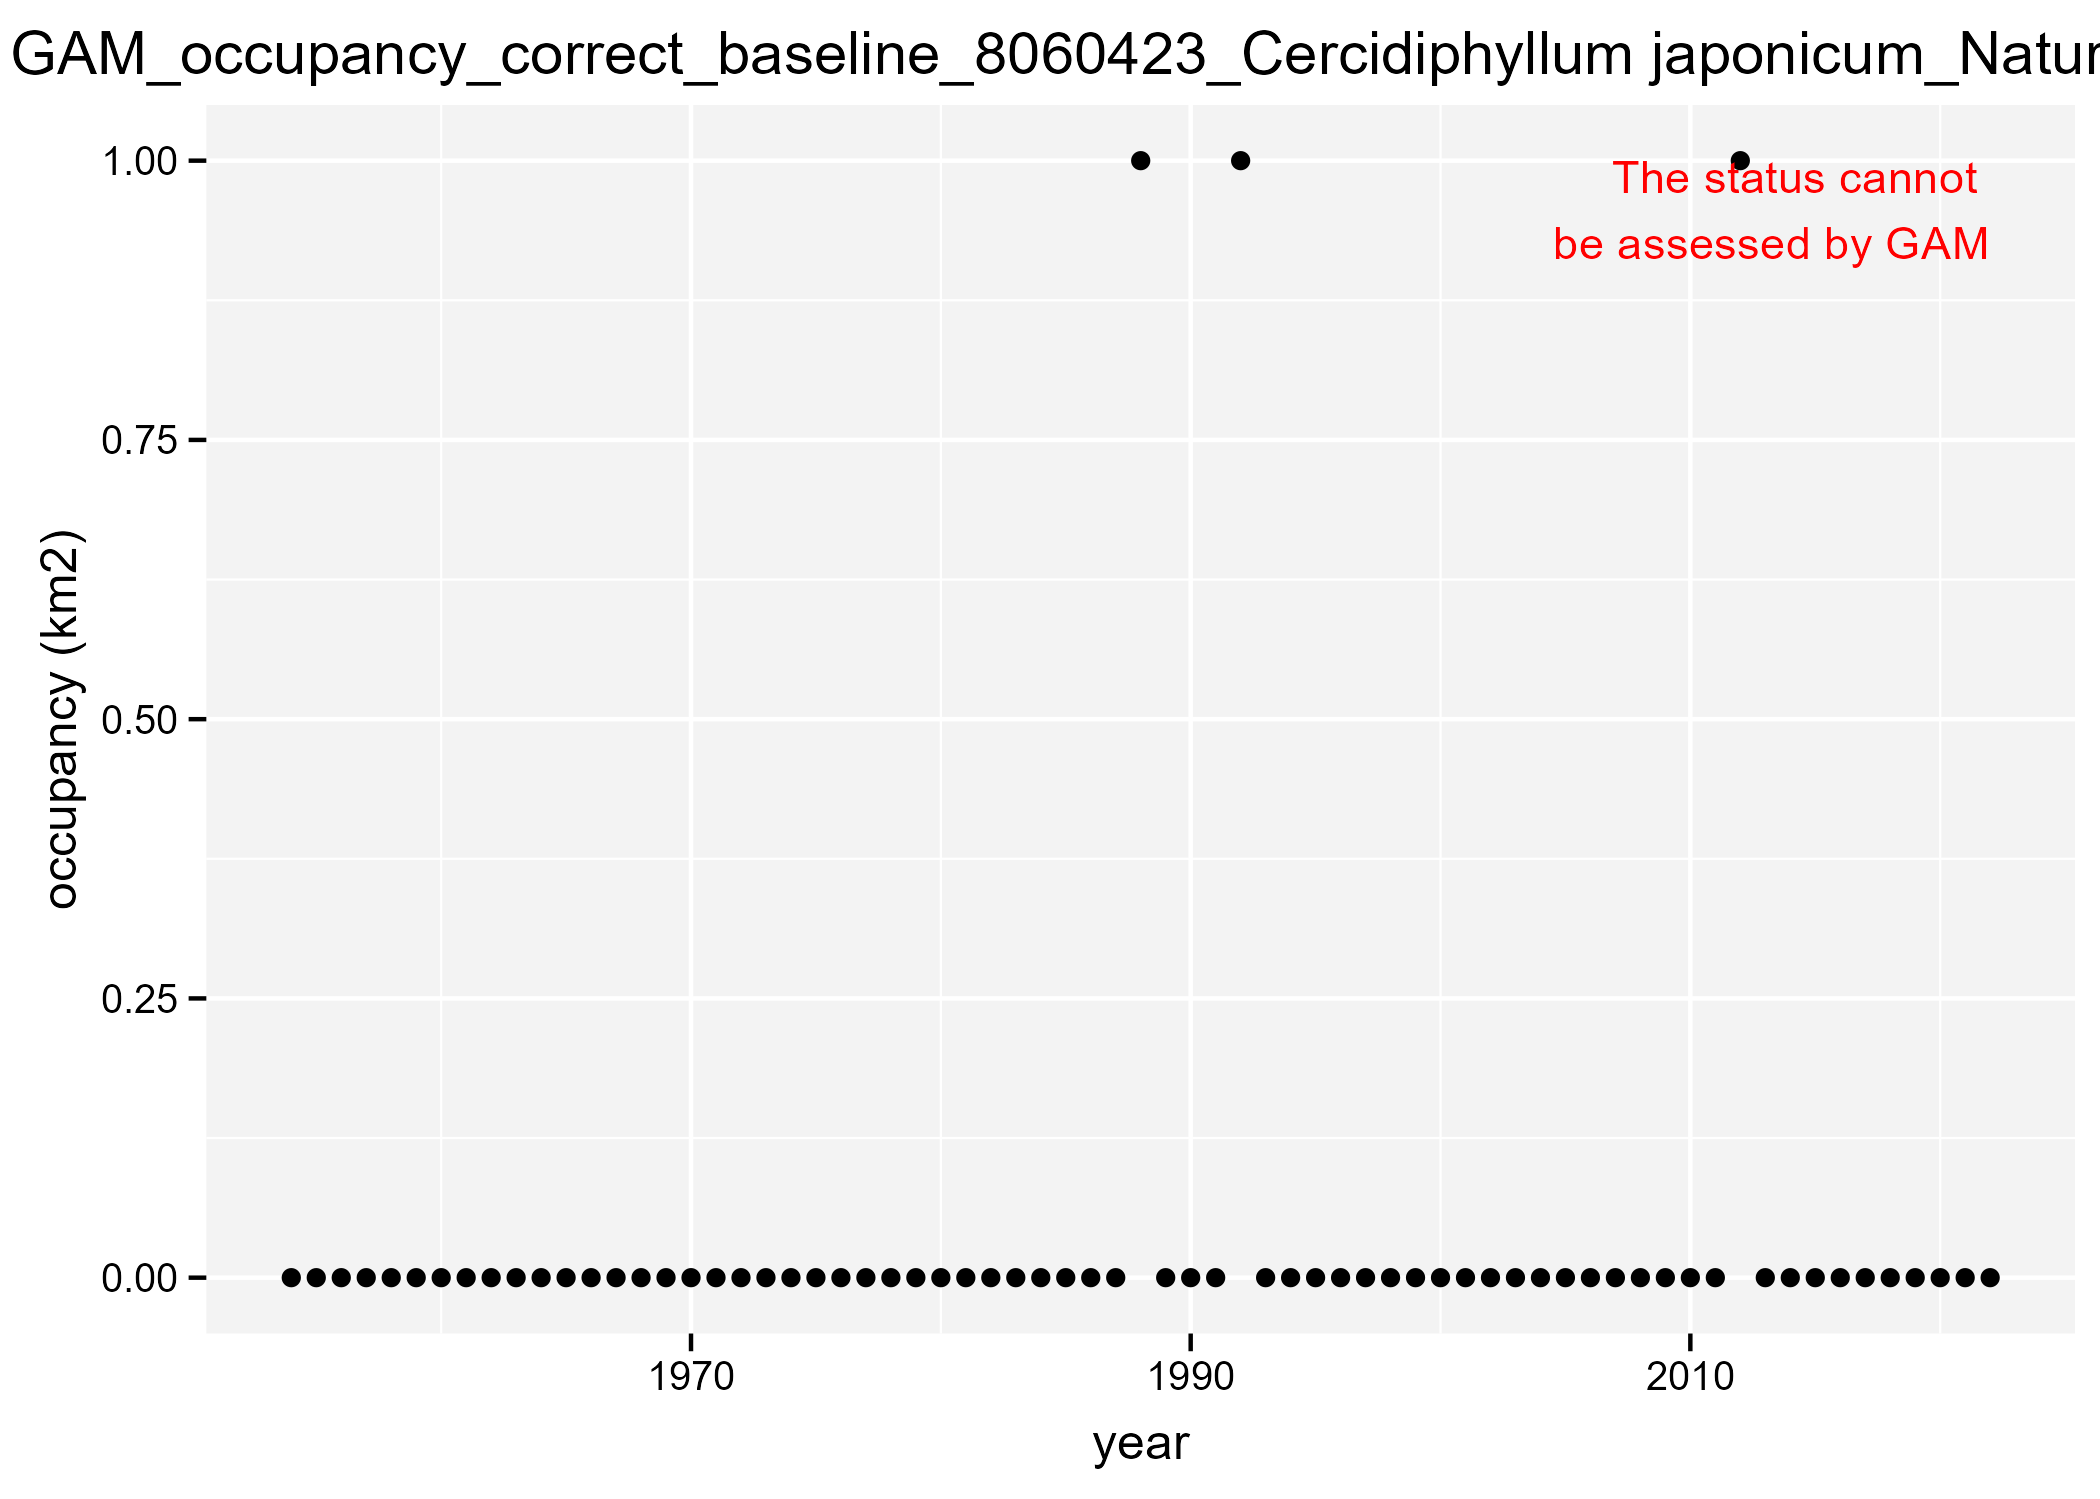 GAM_occupancy_correct_baseline_8060423_Cercidiphyllum japonicum_Natur
1.00
The status cannot
be assessed by GAM
0.75
occupancy (km2)
0.50
0.25
0.00
1970
1990
2010
year